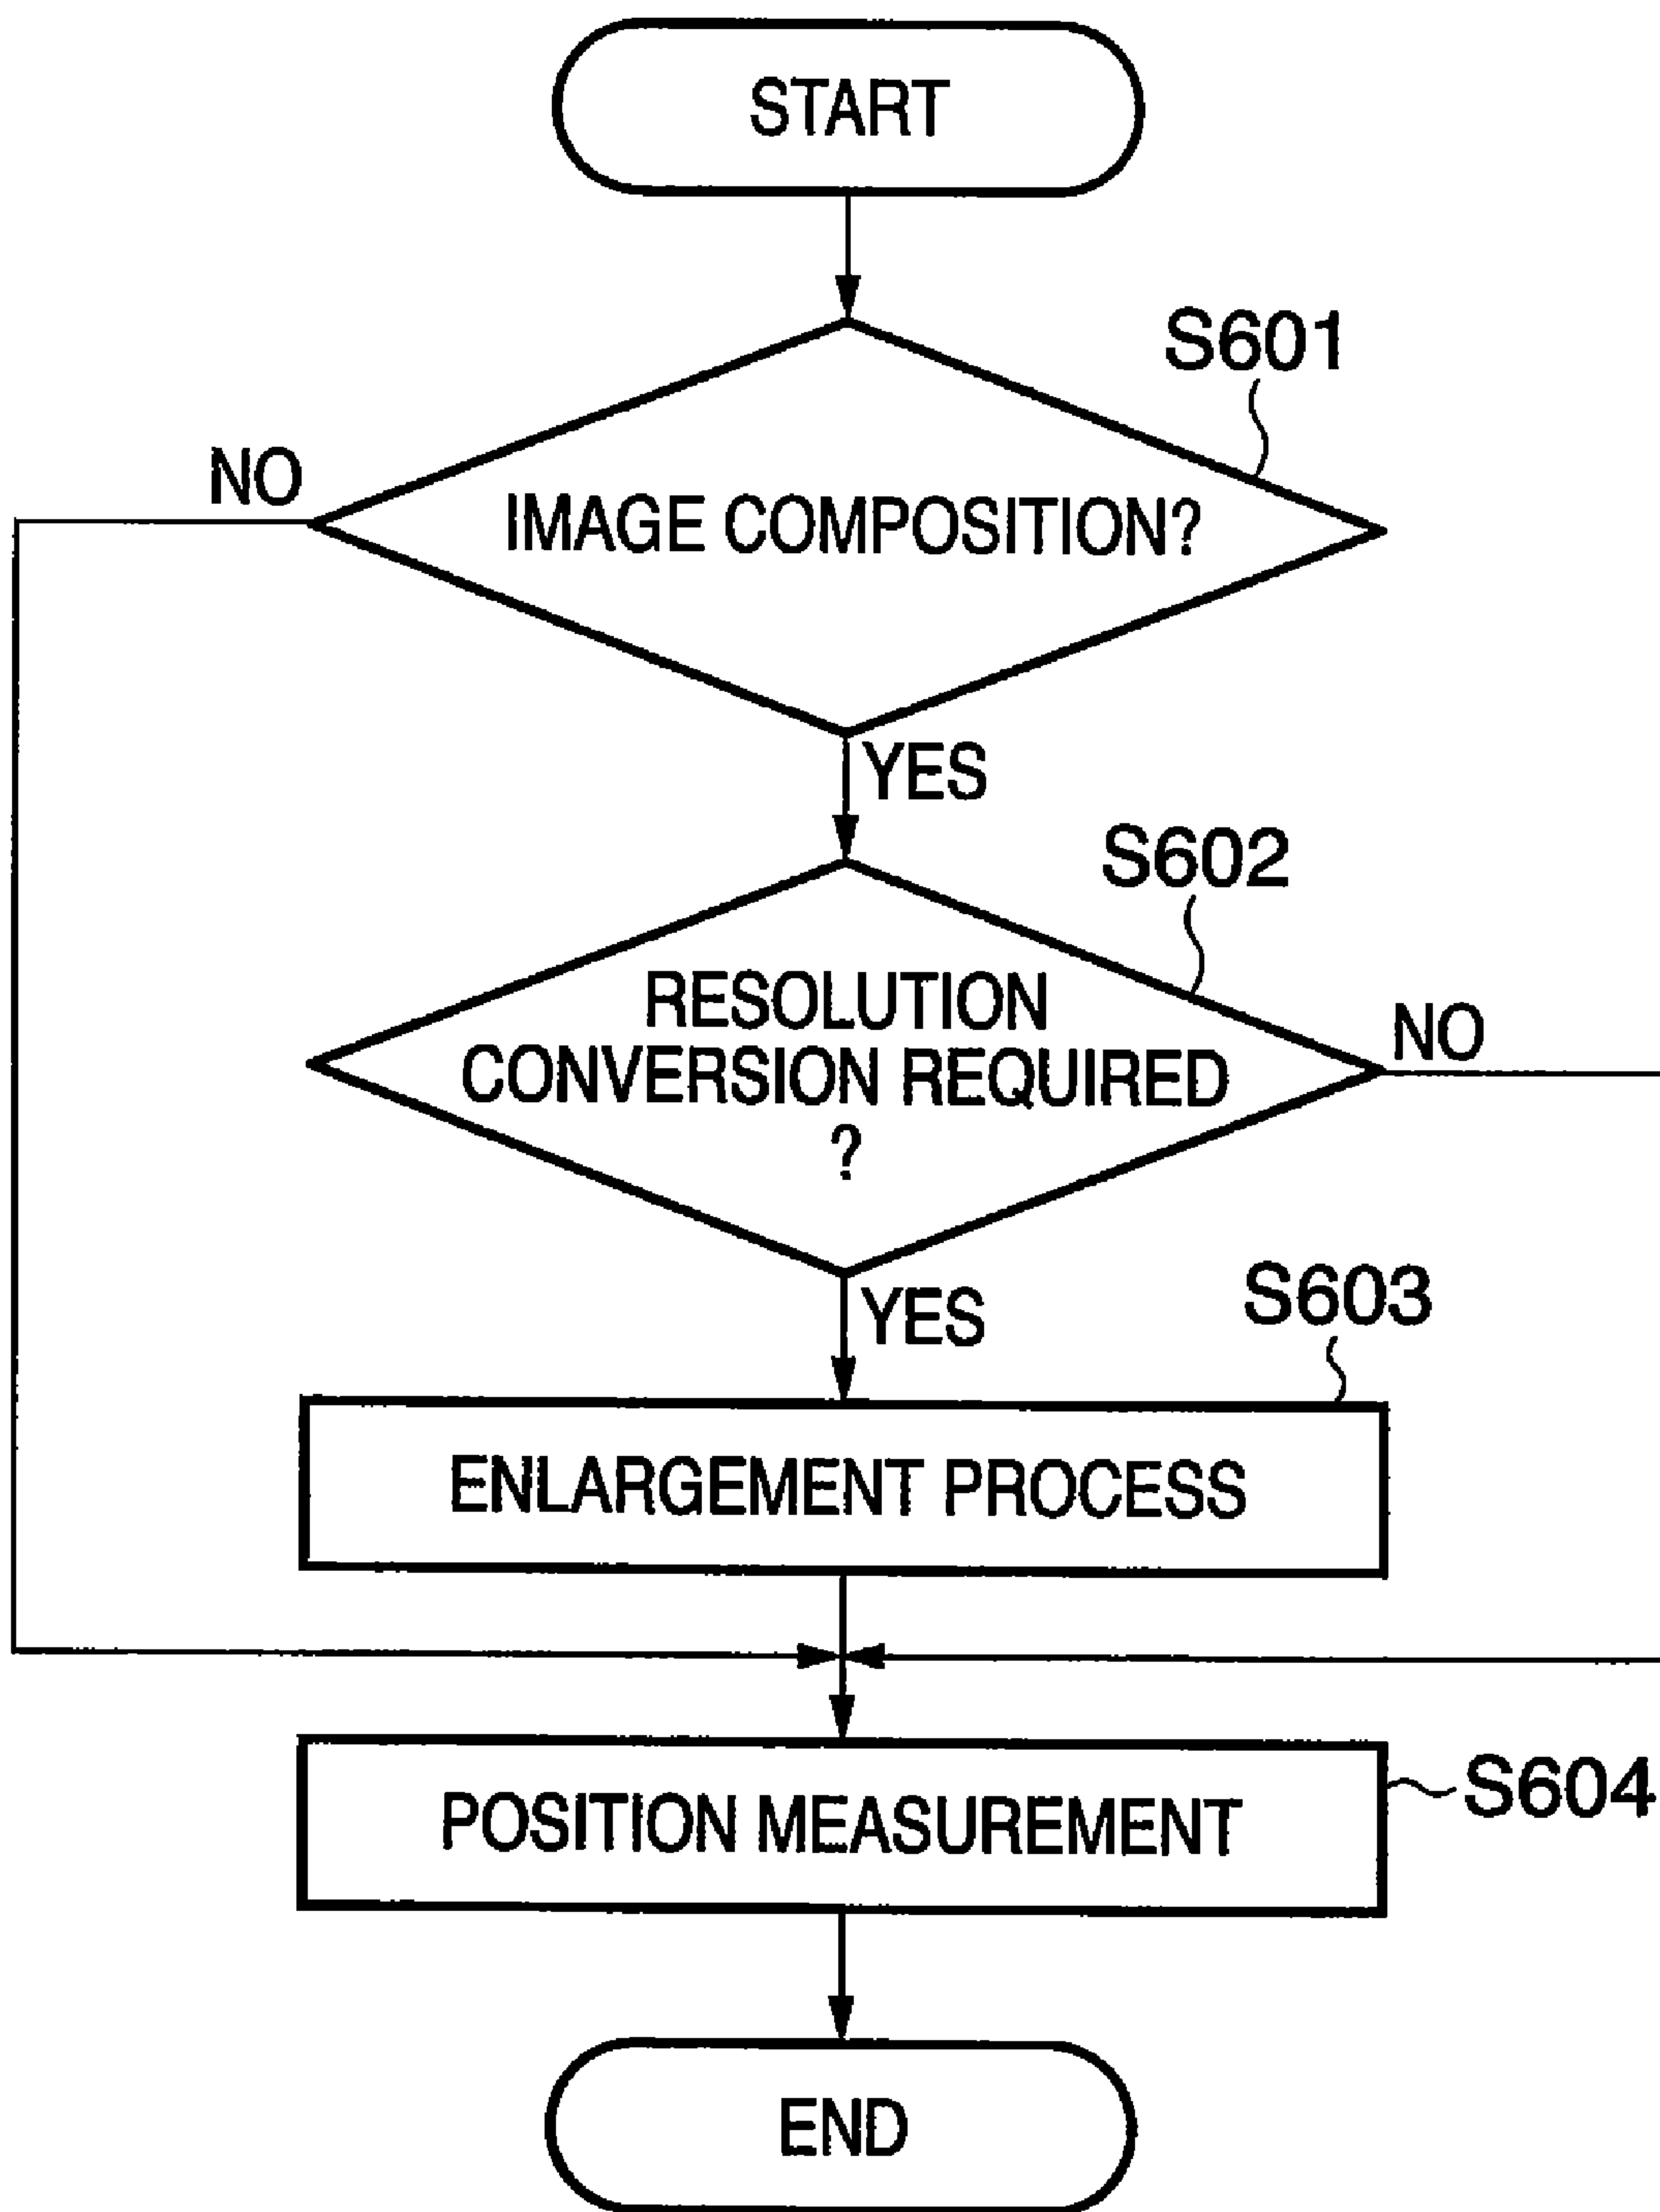 START
S601
NO
IMAGE COMPOSITION?
YES
S602
RESOLUTION
CONVERSION REQUIRED
?
NO
YES
S603
ENLARGEMENT PROCESS
POSITION MEASUREMENT
S604
END